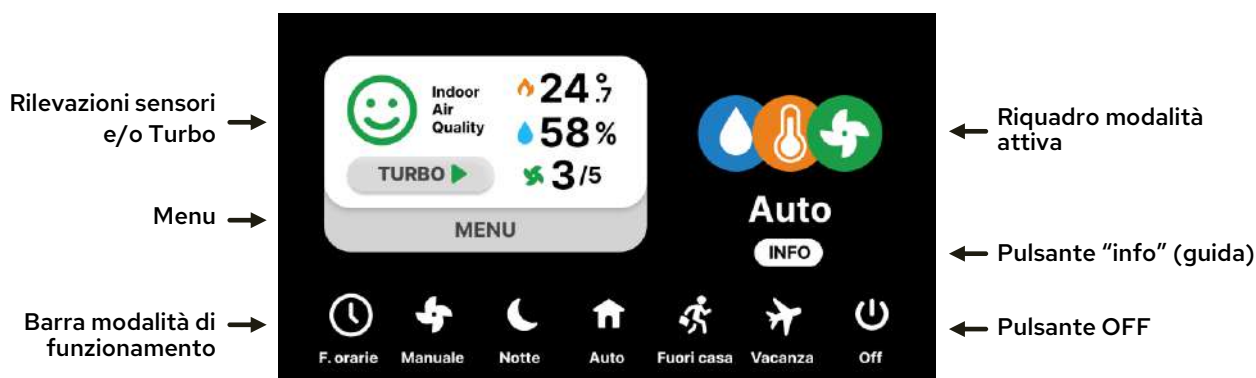 Rilevazioni sensori
e/o Turbo
Menu
Barra modalità di
funzionamento
Indoor
Air
Quality
24°.7
58%
3/5
TURBO
MENU
Auto
INFO
F. orarie
Manuale
Notte
Auto
Fuori casa
Vacanza
Off
Riquadro modalità
attiva
Pulsante “info” (guida)
Pulsante OFF